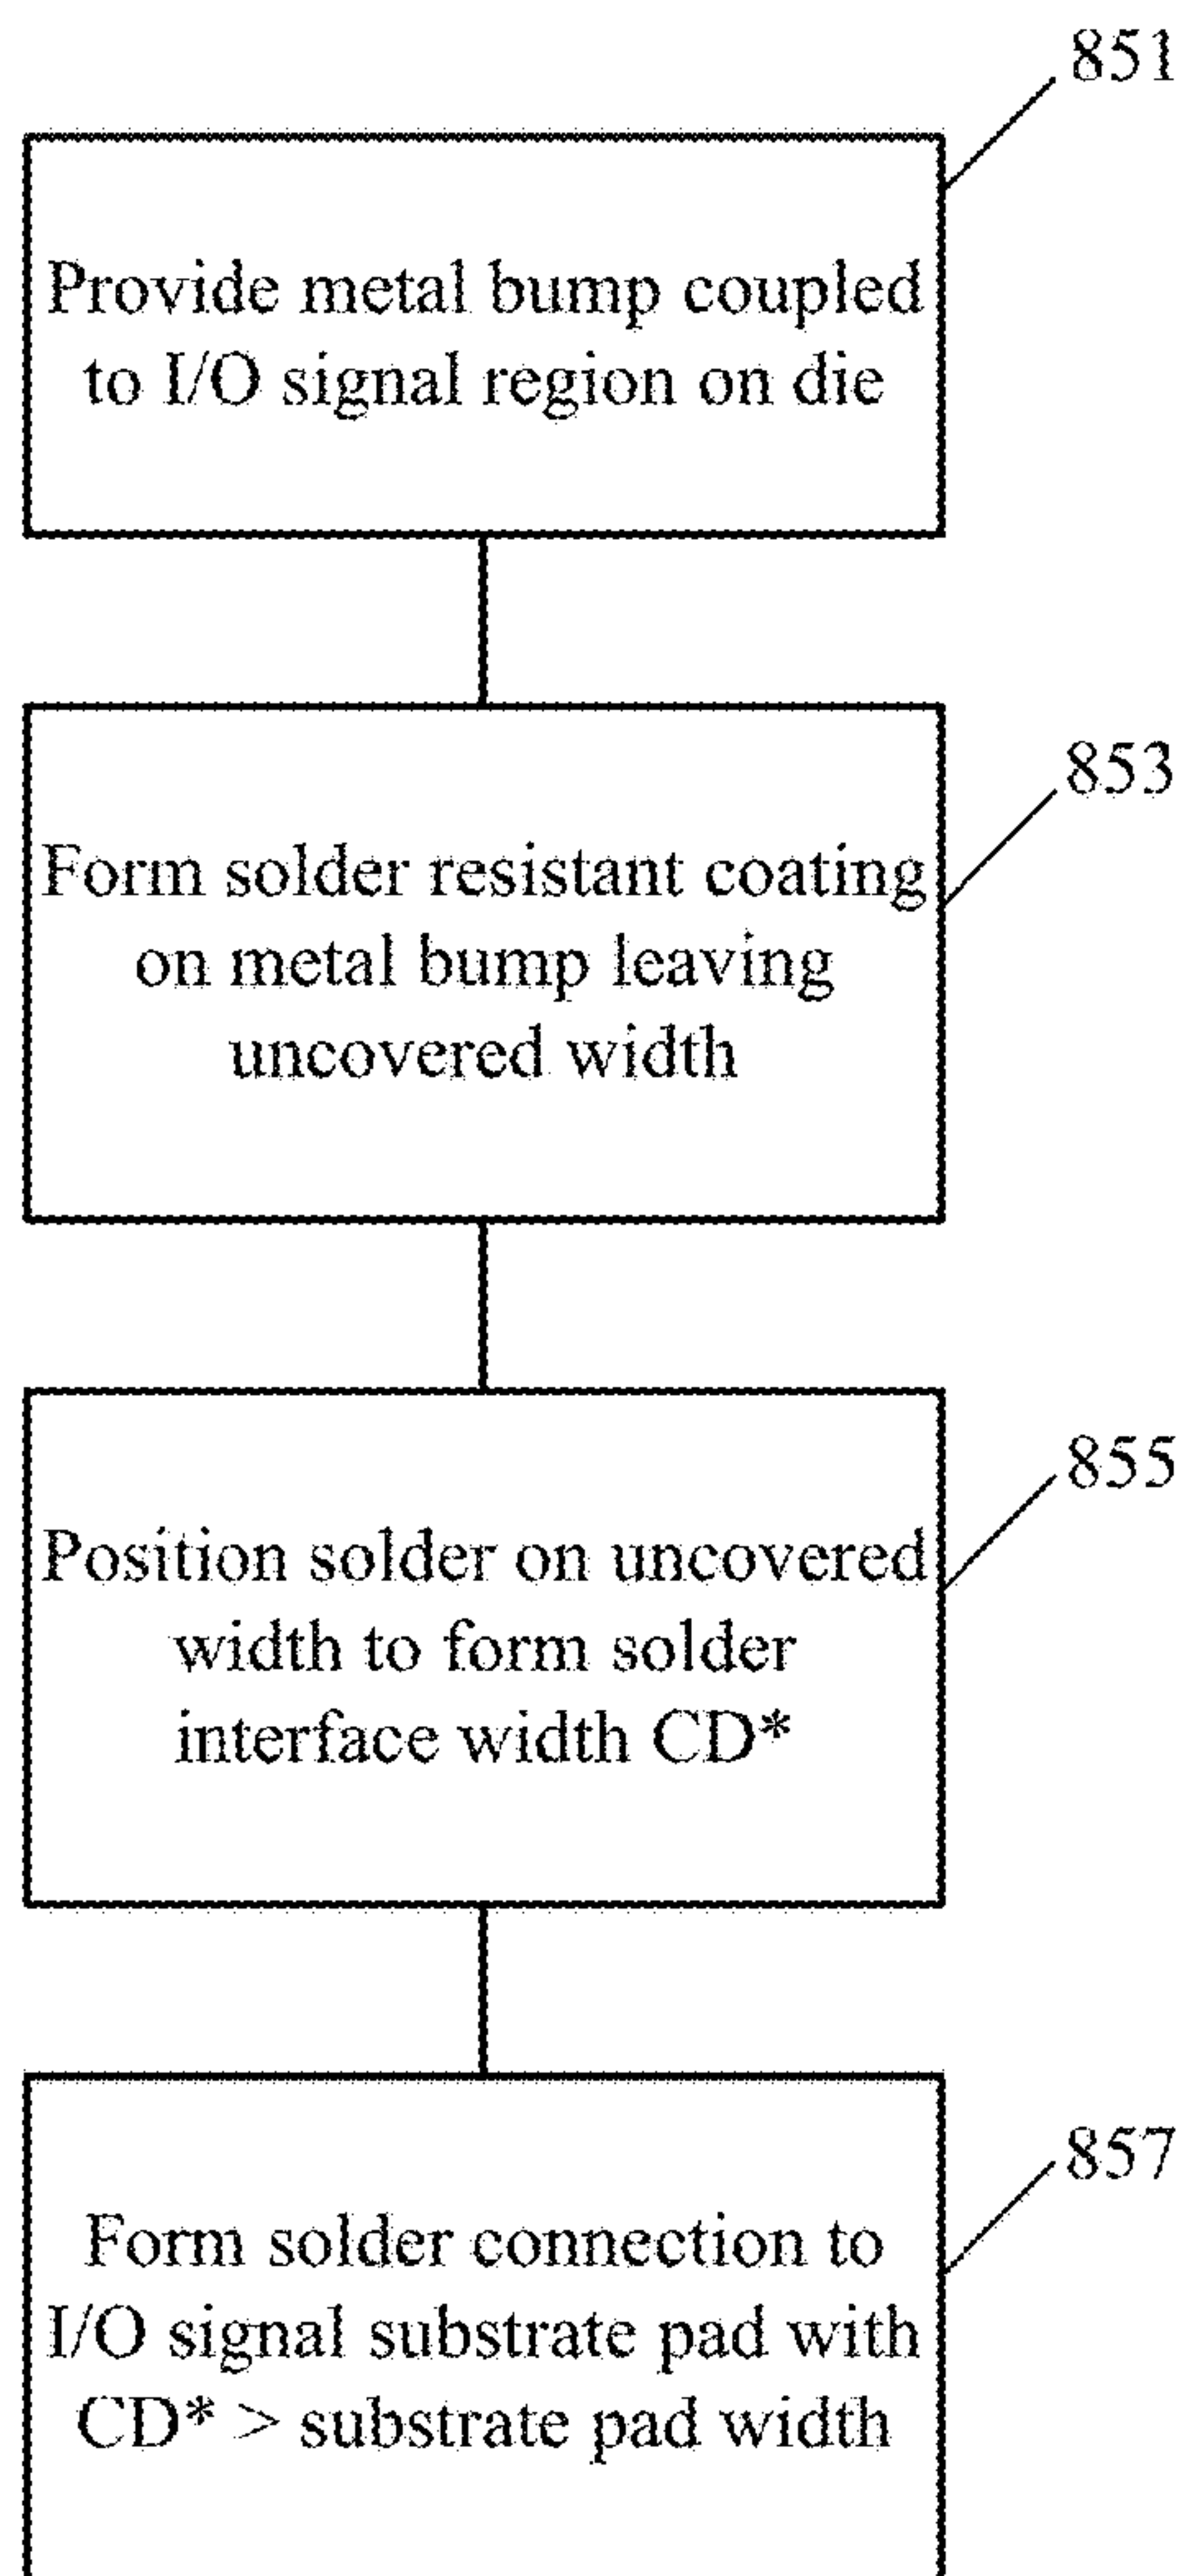 851
Provide metal bump coupled
to I/O signal region on die
853
Form solder resistant coating
on metal bump leaving
uncovered width
855
Position solder on uncovered
width to form solder
interface width CD*
857
Form solder connection to
I/O signal substrate pad with
CD* > substrate pad width